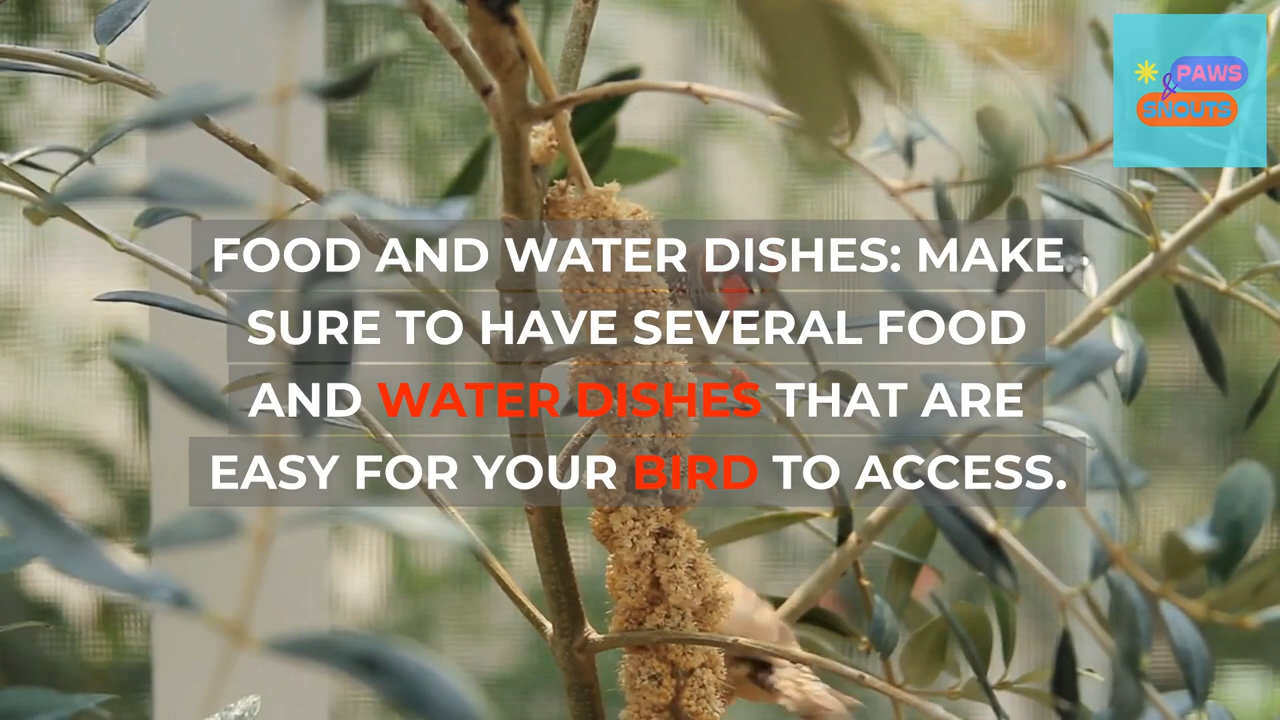 PAWS
&
SNOUTS
FOOD AND WATER DISHES: MAKE
SURE TO HAVE SEVERAL FOOD
AND WATER DISHES THAT ARE
EASY FOR YOUR BIRD TO ACCESS.